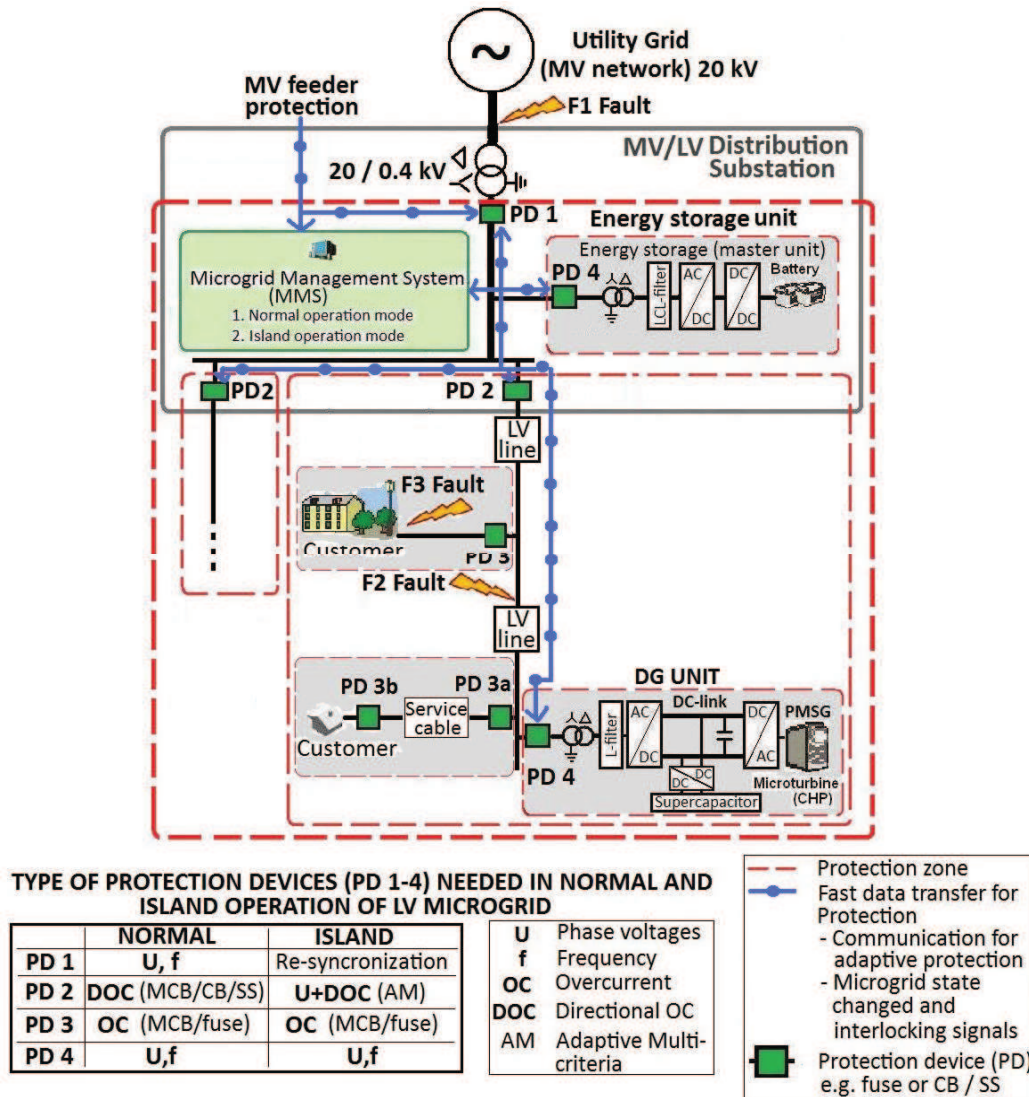 Utility Grid
(MV network) 20 kV
MV feeder
protection
F1 Fault
MV/LV Distribution
Substation
20 / 0.4 kV
PD 1
Energy storage unit
Energy storage (master unit)
Microgrid Management System
(MMS)
1. Normal operation mode
2. Island operation mode
PD 4
LCL-filter
AC
DC
DC
DC
Battery
PD2
PD 2
LV
line
F3 Fault
Customer
PD 3
F2 Fault
LV
line
DG UNIT
PD 3b
PD 3a
Service
cable
Customer
PD 4
L-filter
AC
DC
DC-link
DC
AC
PMSG
DC
DC
Supercapacitor
Microturbine
(CHP)
TYPE OF PROTECTION DEVICES (PD 1-4) NEEDED IN NORMAL AND
ISLAND OPERATION OF LV MICROGRID
NORMAL ISLAND
PD 1 U, f Re-syncronization
PD 2 DOC (MCB/CB/SS) U+DOC (AM)
PD 3 OC (MCB/fuse) OC (MCB/fuse)
PD 4 U,f U,f
U Phase voltages
f Frequency
OC Overcurrent
DOC Directional OC
AM Adaptive Multi-
criteria
Protection zone
Fast data transfer for
Protection
- Communication for
adaptive protection
- Microgrid state
changed and
interlocking signals
Protection device (PD)
e.g. fuse or CB / SS